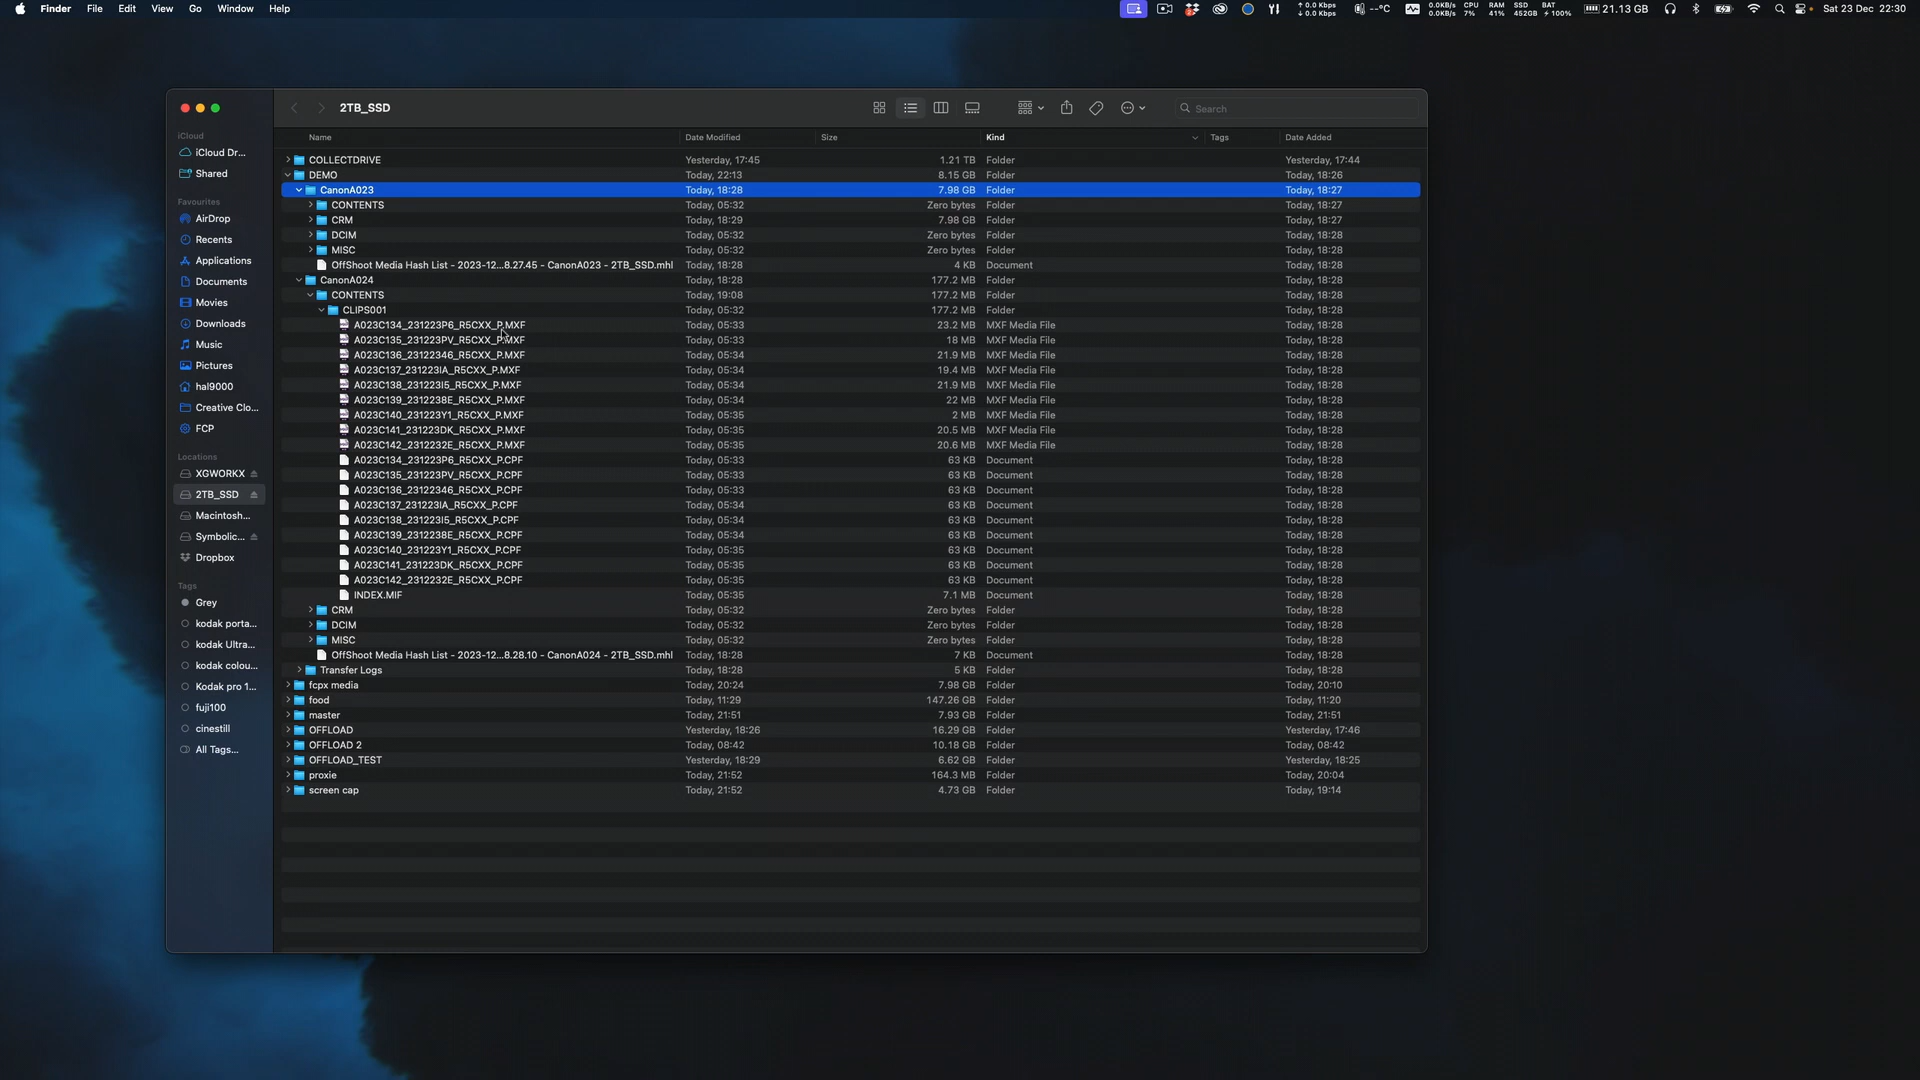 Finder File Edit View Go Window Help ↑ 0.0 Kbps ↓ 0.0 Kbps --°C 0.0KB/s 0.0KB/s CPU 7% RAM 41% SSD 452GB BAT 100% 21.13 GB Sat 23 Dec 22:30
2TB_SSD Search
Name Date Modified Size Kind Tags Date Added
iCloud
iCloud Dr...
Shared
Favourites
AirDrop
Recents
Applications
Documents
Movies
Downloads
Music
Pictures
hal9000
Creative Clo...
FCP
Locations
XGWORKX
2TB_SSD
Macintosh...
Symbolic...
Dropbox
Tags
Grey
kodak porta...
kodak Ultra...
kodak colou...
Kodak pro 1...
fuji100
cinestill
All Tags...
COLLECTDRIVE Yesterday, 17:45 1.21 TB Folder Yesterday, 17:44
DEMO Today, 22:13 8.15 GB Folder Today, 18:26
CanonA023 Today, 18:28 7.98 GB Folder Today, 18:27
CONTENTS Today, 05:32 Zero bytes Folder Today, 18:27
CRM Today, 18:29 7.98 GB Folder Today, 18:27
DCIM Today, 05:32 Zero bytes Folder Today, 18:28
MISC Today, 05:32 Zero bytes Folder Today, 18:28
OffShoot Media Hash List - 2023-12...8.27.45 - CanonA023 - 2TB_SSD.mhl Today, 18:28 4 KB Document Today, 18:28
CanonA024 Today, 18:28 177.2 MB Folder Today, 18:28
CONTENTS Today, 19:08 177.2 MB Folder Today, 18:28
CLIPS001 Today, 05:32 177.2 MB Folder Today, 18:28
A023C134_231223P6_R5CXX_P.MXF Today, 05:33 23.2 MB MXF Media File Today, 18:28
A023C135_231223PV_R5CXX_P.MXF Today, 05:33 18 MB MXF Media File Today, 18:28
A023C136_23122346_R5CXX_P.MXF Today, 05:34 21.9 MB MXF Media File Today, 18:28
A023C137_231223IA_R5CXX_P.MXF Today, 05:34 19.4 MB MXF Media File Today, 18:28
A023C138_231223I5_R5CXX_P.MXF Today, 05:34 21.9 MB MXF Media File Today, 18:28
A023C139_2312238E_R5CXX_P.MXF Today, 05:34 22 MB MXF Media File Today, 18:28
A023C140_231223Y1_R5CXX_P.MXF Today, 05:35 2 MB MXF Media File Today, 18:28
A023C141_231223DK_R5CXX_P.MXF Today, 05:35 20.5 MB MXF Media File Today, 18:28
A023C142_2312232E_R5CXX_P.MXF Today, 05:35 20.6 MB MXF Media File Today, 18:28
A023C134_231223P6_R5CXX_P.CPF Today, 05:33 63 KB Document Today, 18:28
A023C135_231223PV_R5CXX_P.CPF Today, 05:33 63 KB Document Today, 18:28
A023C136_23122346_R5CXX_P.CPF Today, 05:33 63 KB Document Today, 18:28
A023C137_231223IA_R5CXX_P.CPF Today, 05:34 63 KB Document Today, 18:28
A023C138_231223I5_R5CXX_P.CPF Today, 05:34 63 KB Document Today, 18:28
A023C139_2312238E_R5CXX_P.CPF Today, 05:34 63 KB Document Today, 18:28
A023C140_231223Y1_R5CXX_P.CPF Today, 05:35 63 KB Document Today, 18:28
A023C141_231223DK_R5CXX_P.CPF Today, 05:35 63 KB Document Today, 18:28
A023C142_2312232E_R5CXX_P.CPF Today, 05:35 63 KB Document Today, 18:28
INDEX.MIF Today, 05:35 7.1 MB Document Today, 18:28
CRM Today, 05:32 Zero bytes Folder Today, 18:28
DCIM Today, 05:32 Zero bytes Folder Today, 18:28
MISC Today, 05:32 Zero bytes Folder Today, 18:28
OffShoot Media Hash List - 2023-12...8.28.10 - CanonA024 - 2TB_SSD.mhl Today, 18:28 7 KB Document Today, 18:28
Transfer Logs Today, 18:28 5 KB Folder Today, 18:28
fcpx media Today, 20:24 7.98 GB Folder Today, 20:10
food Today, 11:29 147.26 GB Folder Today, 11:20
master Today, 21:51 7.93 GB Folder Today, 21:51
OFFLOAD Yesterday, 18:26 16.29 GB Folder Yesterday, 17:46
OFFLOAD 2 Today, 08:42 10.18 GB Folder Today, 08:42
OFFLOAD_TEST Yesterday, 18:29 6.62 GB Folder Yesterday, 18:25
proxie Today, 21:52 164.3 MB Folder Today, 20:04
screen cap Today, 21:52 4.73 GB Folder Today, 19:14